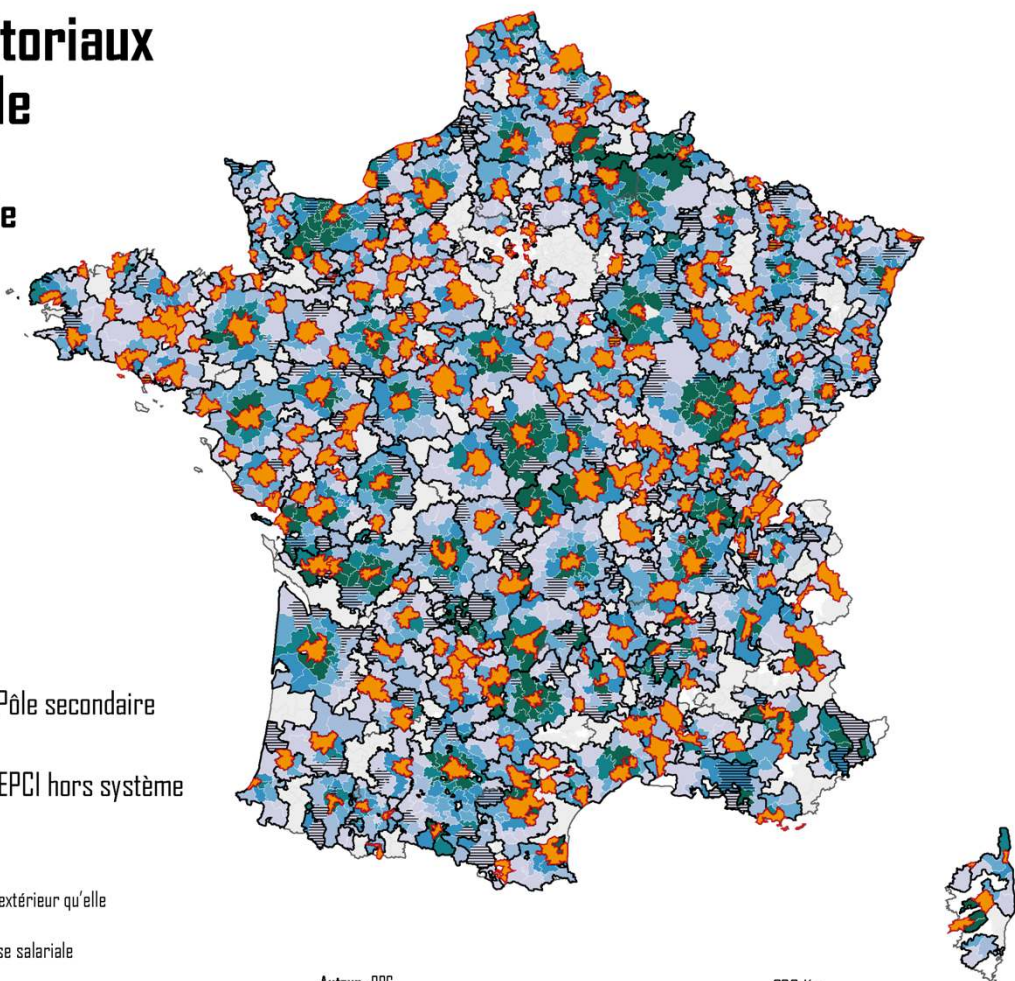 toriaux
le
e
Pôle secondaire
EPCI hors système
extérieur qu'elle
se salariale